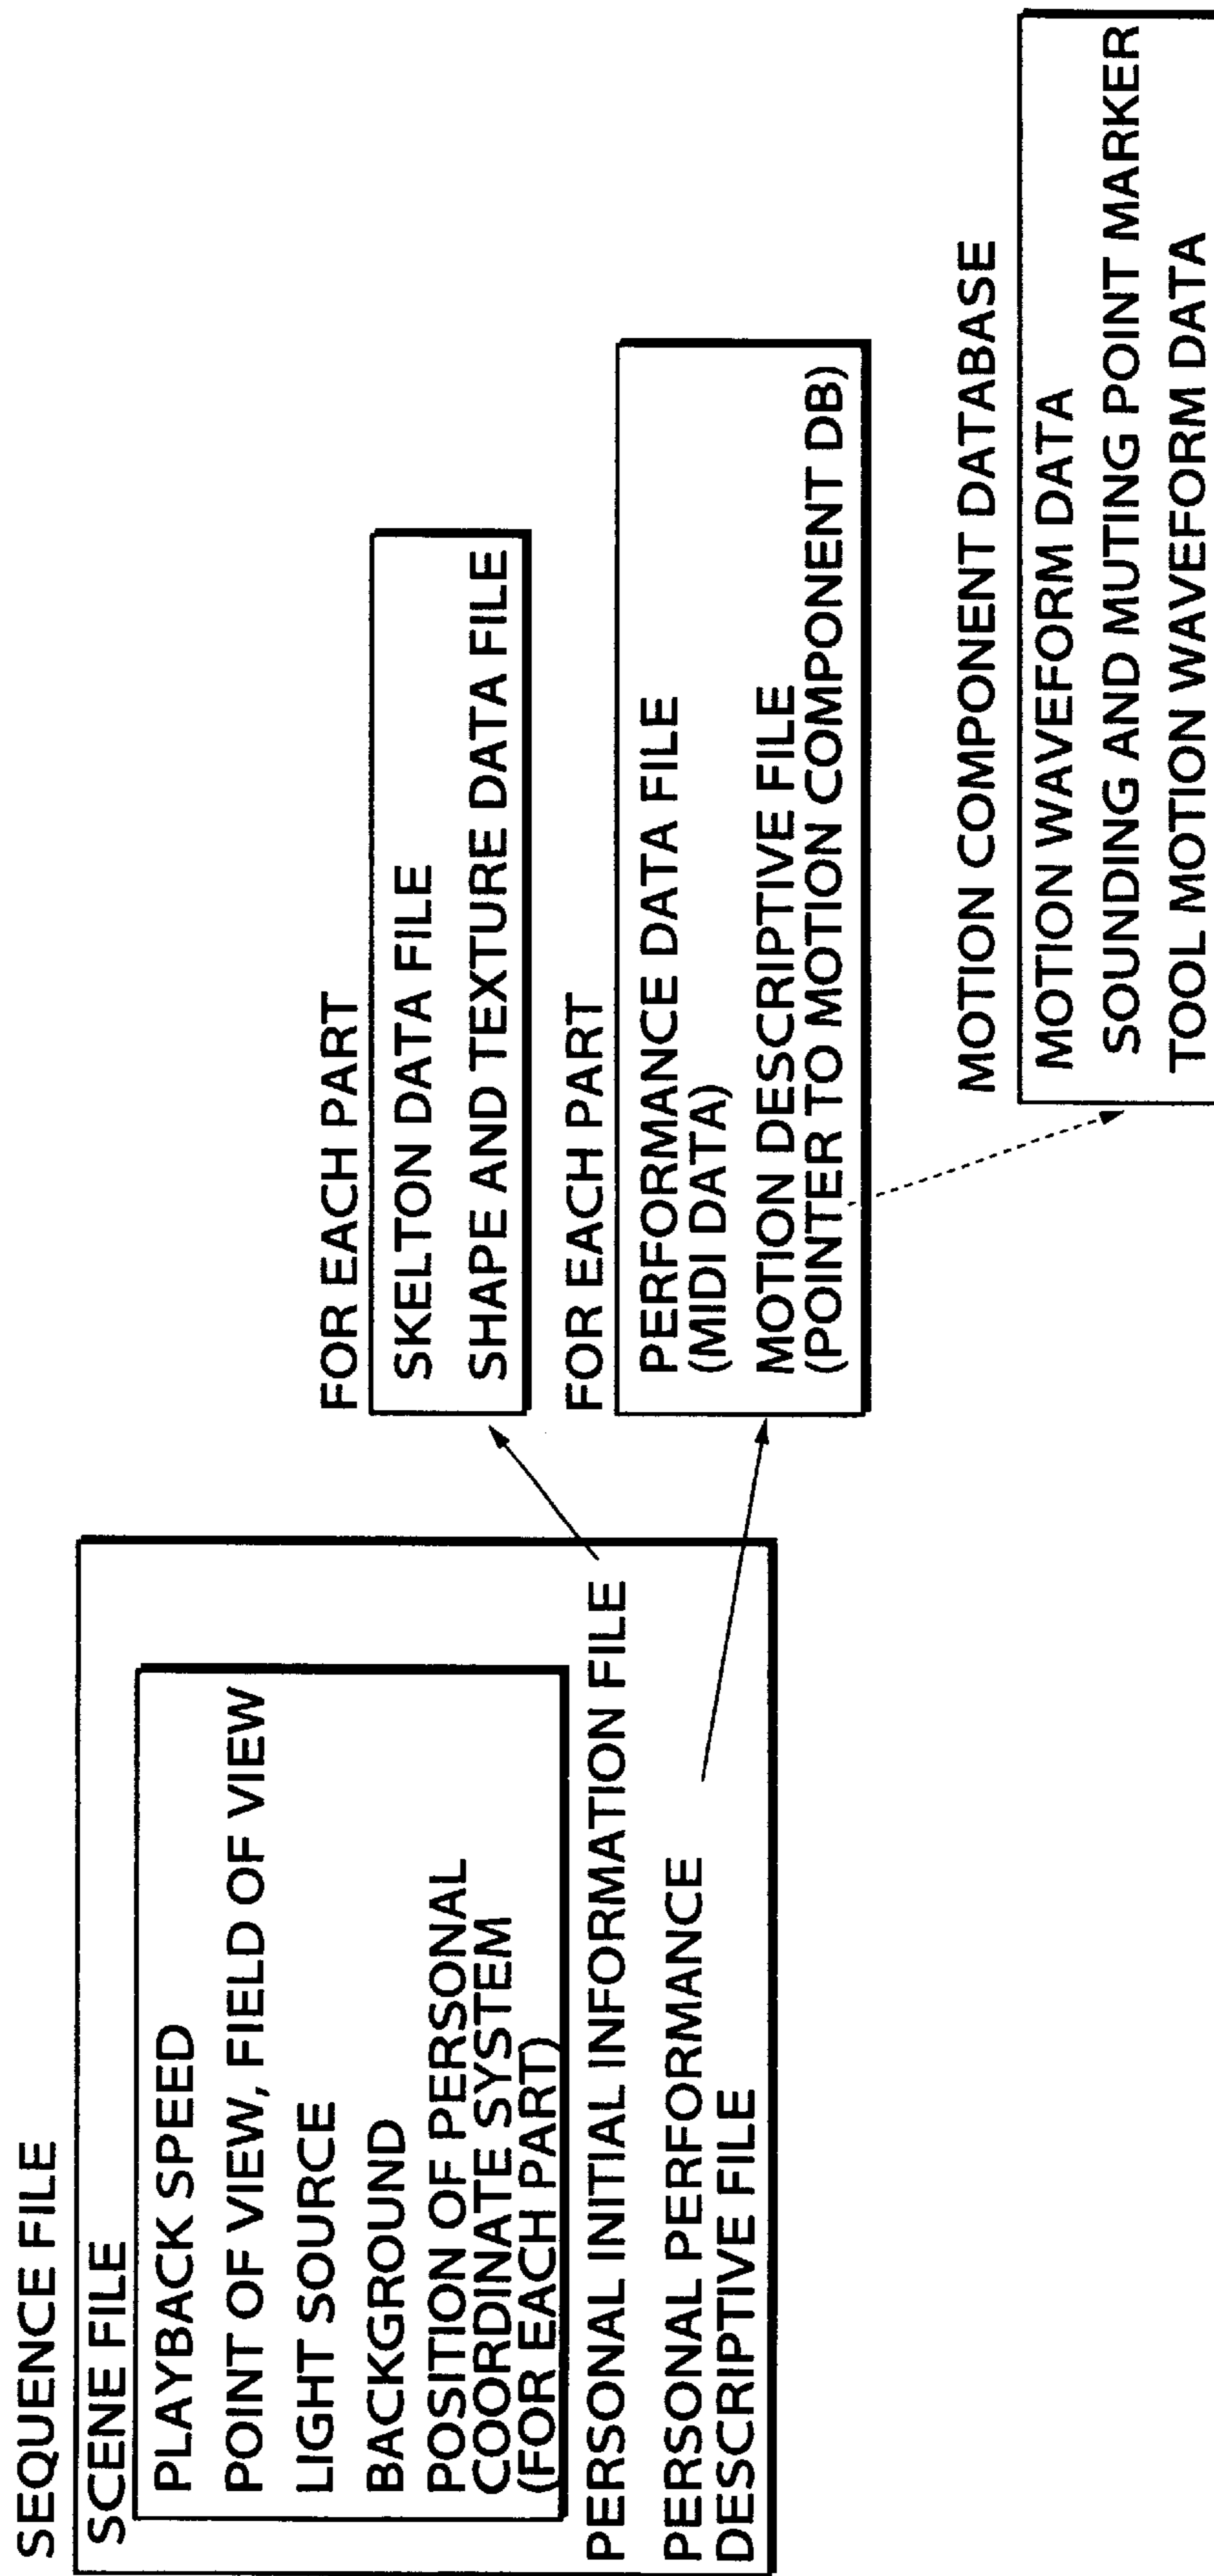 SEQUENCE FILE
SCENE FILE
PLAYBACK SPEED
POINT OF VIEW, FIELD OF VIEW
LIGHT SOURCE
BACKGROUND
POSITION OF PERSONAL
COORDINATE SYSTEM
(FOR EACH PART)
PERSONAL INITIAL INFORMATION FILE
PERSONAL PERFORMANCE
DESCRIPTIVE FILE
FOR EACH PART
SKELTON DATA FILE
SHAPE AND TEXTURE DATA FILE
FOR EACH PART
PERFORMANCE DATA FILE
(MIDI DATA)
MOTION DESCRIPTIVE FILE
(POINTER TO MOTION COMPONENT DB)
MOTION COMPONENT DATABASE
MOTION WAVEFORM DATA
SOUNDING AND MUTING POINT MARKER
TOOL MOTION WAVEFORM DATA